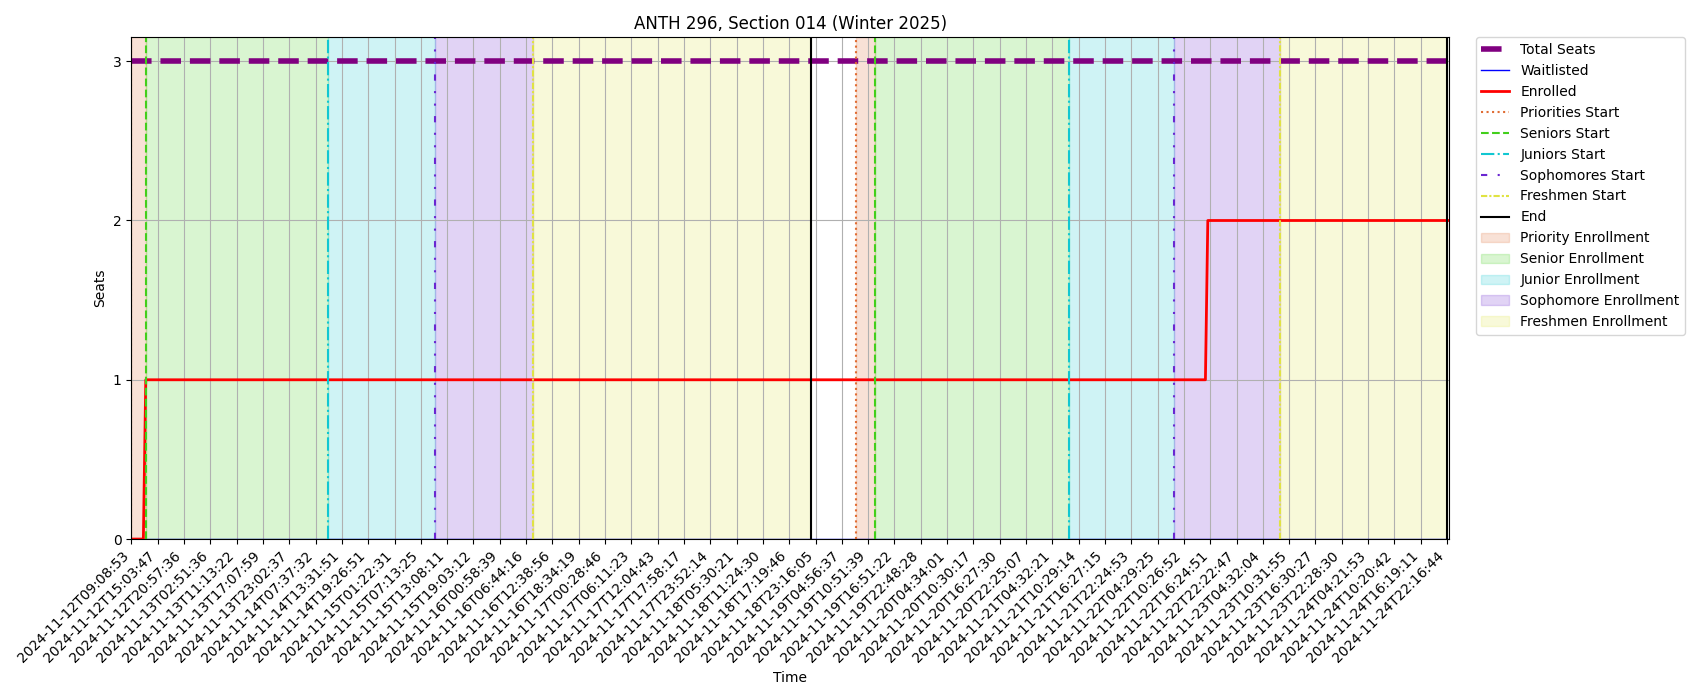 ANTH 296, Section 014 (Winter 2025)
3
2
1
0
Seats
2024-11-12T09:08:53
2024-11-12T15:03:47
2024-11-12T20:57:36
2024-11-13T02:51:36
2024-11-13T11:13:22
2024-11-13T17:07:59
2024-11-13T23:02:37
2024-11-14T07:37:32
2024-11-14T13:31:51
2024-11-14T19:26:51
2024-11-15T01:22:31
2024-11-15T07:13:25
2024-11-15T13:08:11
2024-11-15T19:03:12
2024-11-16T00:58:39
2024-11-16T06:44:16
2024-11-16T12:38:56
2024-11-16T18:34:19
2024-11-17T00:28:46
2024-11-17T06:11:23
2024-11-17T12:04:43
2024-11-17T17:58:17
2024-11-17T23:52:14
2024-11-18T05:30:21
2024-11-18T11:24:30
2024-11-18T17:19:46
2024-11-18T23:16:05
2024-11-19T04:56:37
2024-11-19T10:51:39
2024-11-19T16:51:22
2024-11-19T22:48:28
2024-11-20T04:34:01
2024-11-20T10:30:17
2024-11-20T16:27:30
2024-11-20T22:25:07
2024-11-21T04:32:21
2024-11-21T10:29:14
2024-11-21T16:27:15
2024-11-21T22:24:53
2024-11-22T04:29:25
2024-11-22T10:26:52
2024-11-22T16:24:51
2024-11-22T22:22:47
2024-11-23T04:32:04
2024-11-23T10:31:55
2024-11-23T16:30:27
2024-11-23T22:28:30
2024-11-24T04:21:53
2024-11-24T10:20:42
2024-11-24T16:19:11
2024-11-24T22:16:44
Time
Total Seats
Waitlisted
Enrolled
Priorities Start
Seniors Start
Juniors Start
Sophomores Start
Freshmen Start
End
Priority Enrollment
Senior Enrollment
Junior Enrollment
Sophomore Enrollment
Freshmen Enrollment